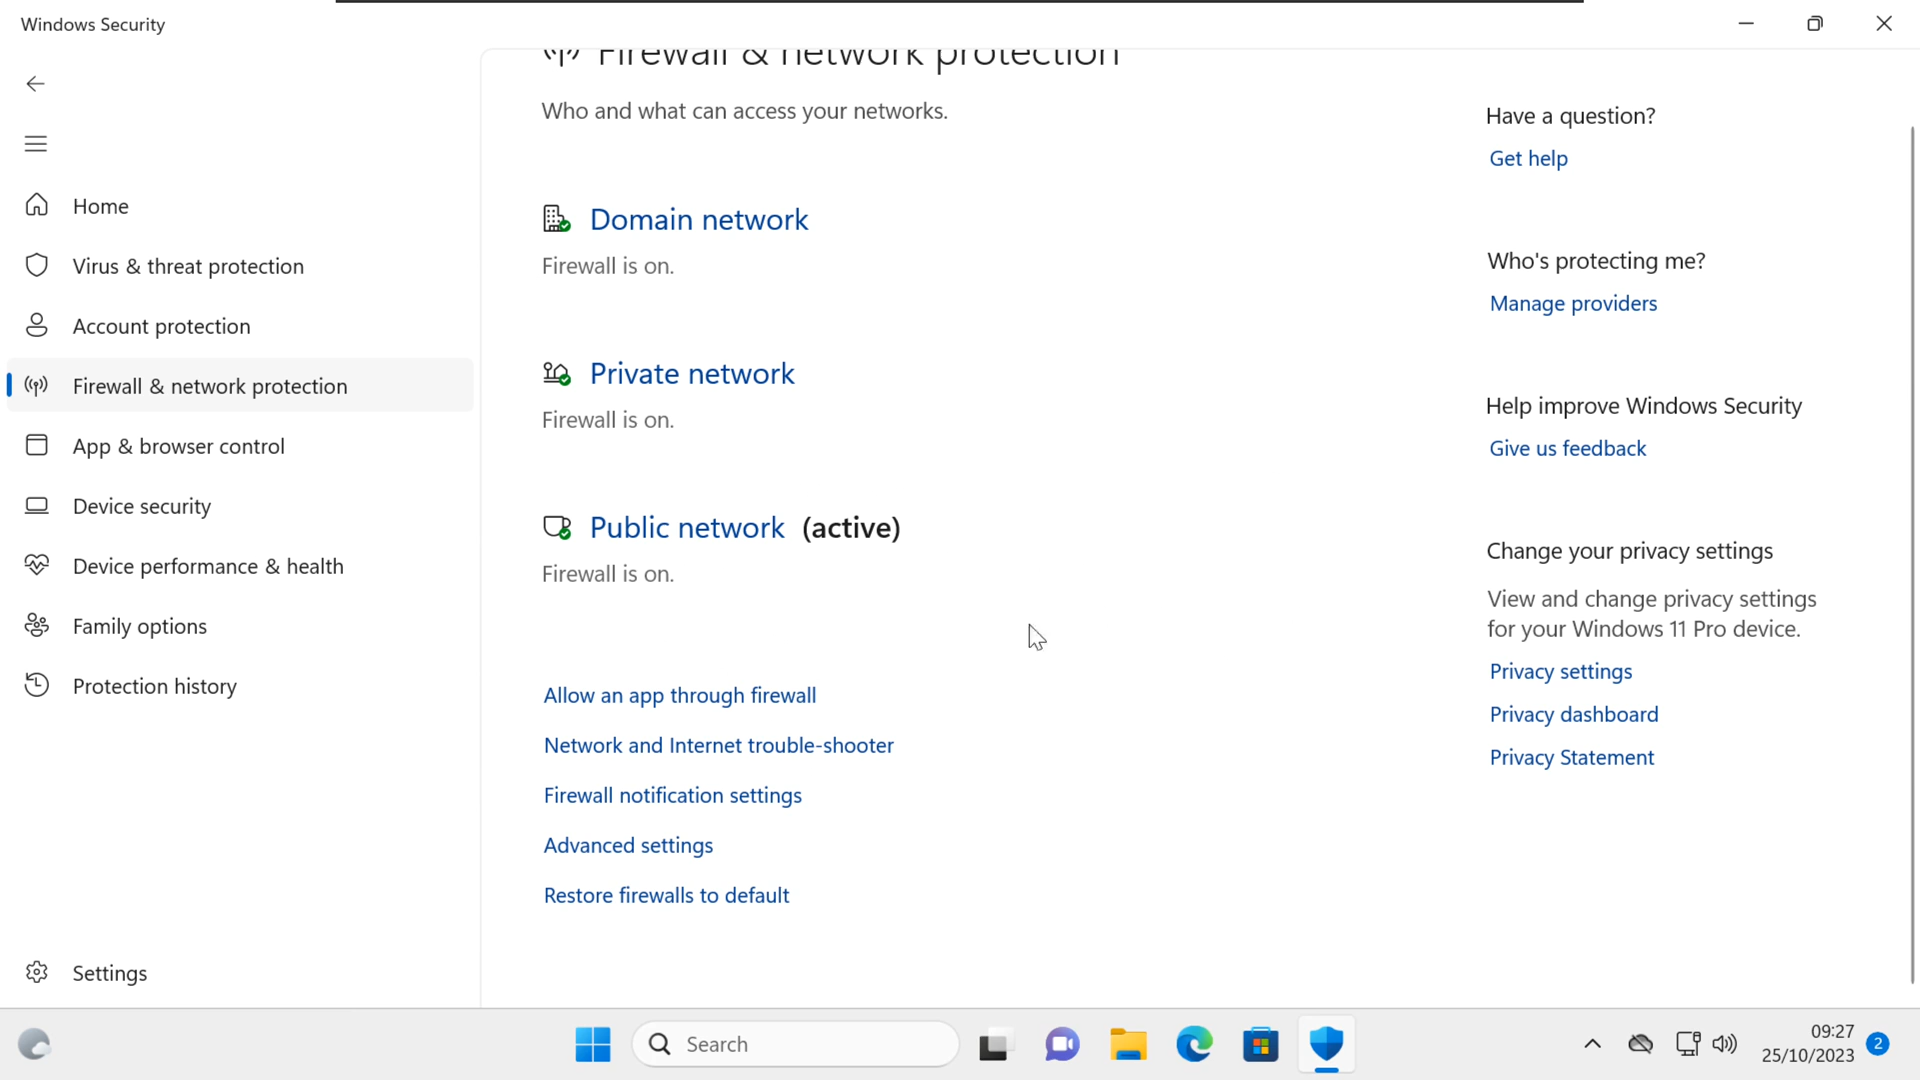 Windows Security
Firewall & network protection
Who and what can access your networks.
Home
Virus & threat protection
Account protection
Firewall & network protection
App & browser control
Device security
Device performance & health
Family options
Protection history
Settings
Domain network
Firewall is on.
Private network
Firewall is on.
Public network (active)
Firewall is on.
Allow an app through firewall
Network and Internet trouble-shooter
Firewall notification settings
Advanced settings
Restore firewalls to default
Have a question?
Get help
Who's protecting me?
Manage providers
Help improve Windows Security
Give us feedback
Change your privacy settings
View and change privacy settings
for your Windows 11 Pro device.
Privacy settings
Privacy dashboard
Privacy Statement
Search
09:27
25/10/2023
2